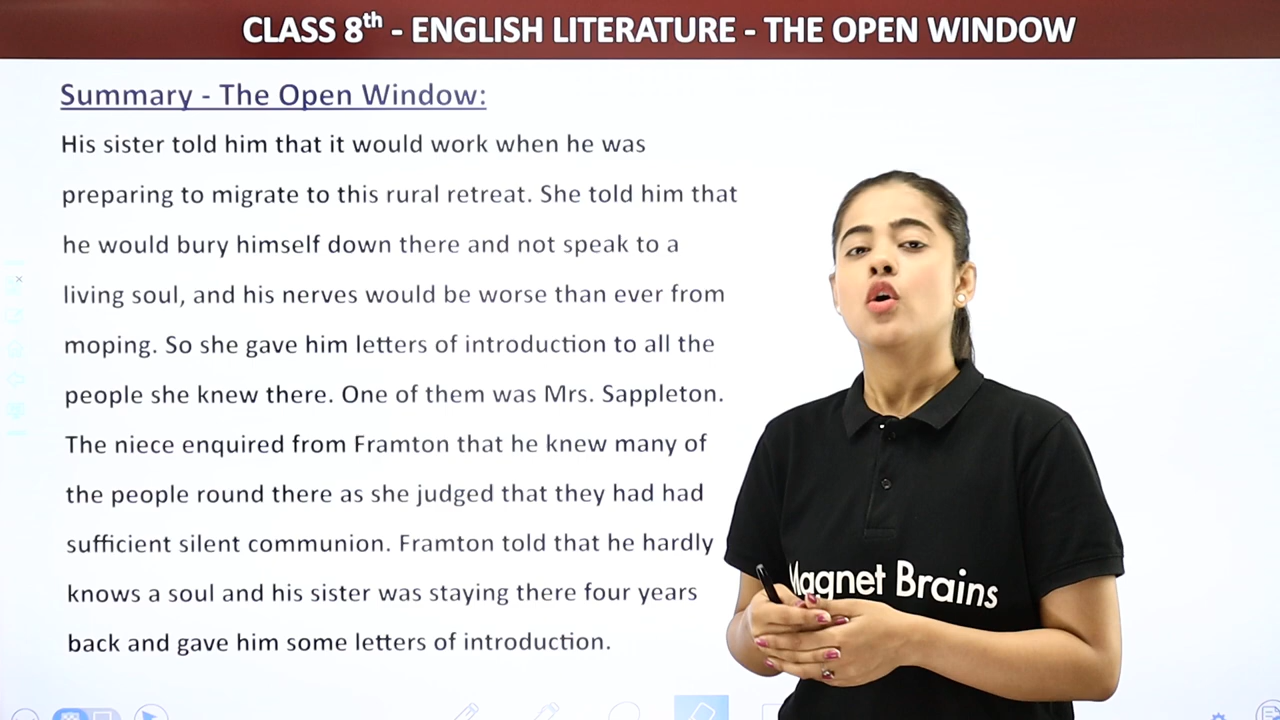 CLASS 8th - ENGLISH LITERATURE - THE OPEN WINDOW
Summary - The Open Window:
His sister told him that it would work when he was
preparing to migrate to this rural retreat. She told him that
he would bury himself down there and not speak to a
living soul, and his nerves would be worse than ever from
moping. So she gave him letters of introduction to all the
people she knew there. One of them was Mrs. Sappleton.
The niece enquired from Framton that he knew many of
the people round there as she judged that they had had
sufficient silent communion. Framton told that he hardly
knows a soul and his sister was staying there four years
back and gave him some letters of introduction.
Magnet Brains